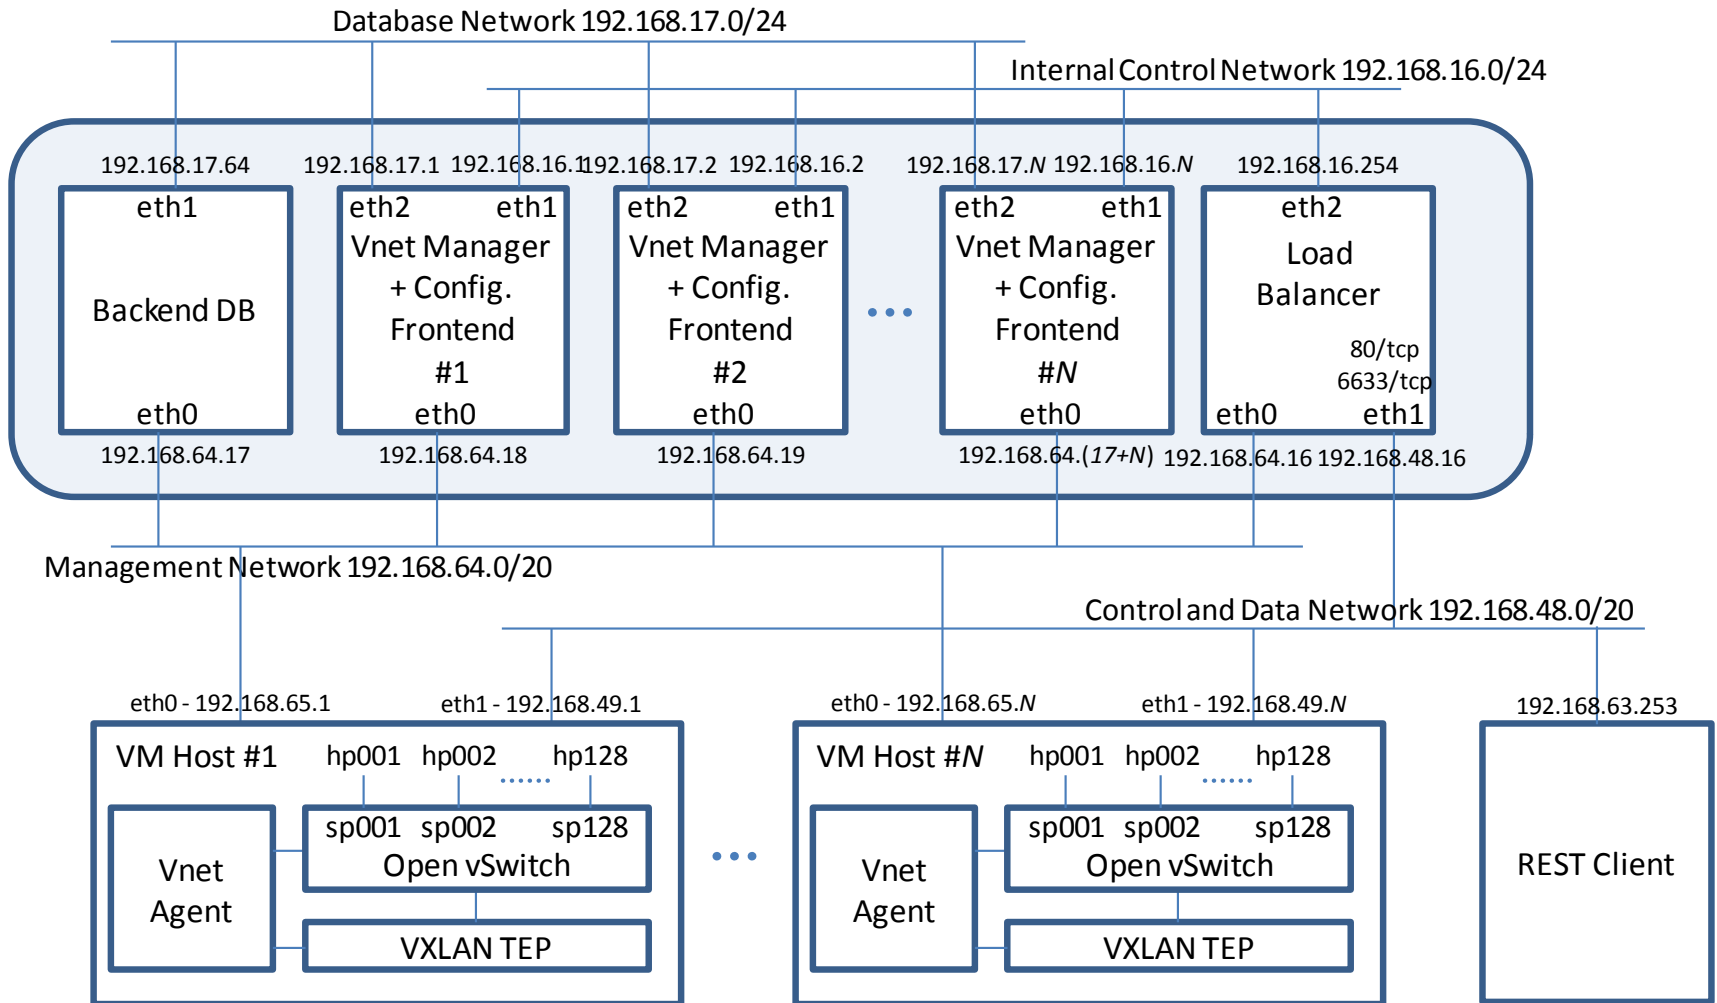 Database Network 192.168.17.0/24
Internal Control Network 192.168.16.0/24
192.168.17.64
192.168.17.1
192.168.16.1
192.168.17.2
192.168.16.2
192.168.17.N
192.168.16.N
192.168.16.254
eth1
Backend DB
eth0
eth2 eth1
Vnet Manager
+ Config.
Frontend
#1
eth0
eth2 eth1
Vnet Manager
+ Config.
Frontend
#2
eth0
...
eth2 eth1
Vnet Manager
+ Config.
Frontend
#N
eth0
eth2
Load
Balancer
80/tcp
6633/tcp
eth0 eth1
192.168.64.17
192.168.64.18
192.168.64.19
192.168.64.(17+N)
192.168.64.16
192.168.48.16
Management Network 192.168.64.0/20
Control and Data Network 192.168.48.0/20
eth0 - 192.168.65.1
eth1 - 192.168.49.1
eth0 - 192.168.65.N
eth1 - 192.168.49.N
192.168.63.253
VM Host #1
hp001 hp002 ...... hp128
sp001 sp002 sp128
Open vSwitch
Vnet
Agent
VXLAN TEP
...
VM Host #N
hp001 hp002 ...... hp128
sp001 sp002 sp128
Open vSwitch
Vnet
Agent
VXLAN TEP
REST Client